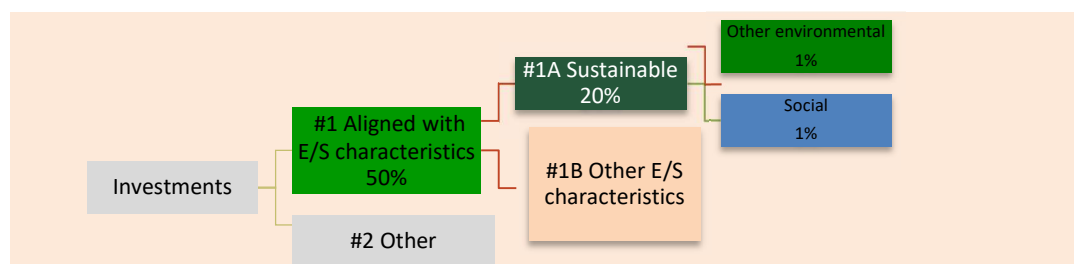 Other environmental
1%
#1A Sustainable
20%
Social
1%
#1 Aligned with
E/S characteristics
50%
#1B Other E/S
characteristics
Investments
#2 Other